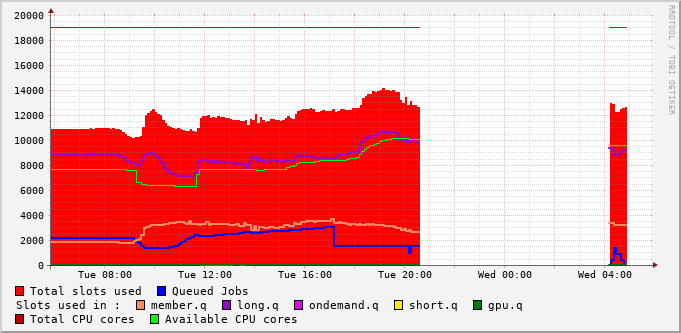 20000
18000
16000
14000
12000
10000
8000
6000
4000
2000
0
Tue 08:00 Tue 12:00 Tue 16:00 Tue 20:00 Wed 00:00 Wed 04:00
Total slots used Queued Jobs
Slots used in : member.q long.q ondemand.q short.q gpu.q
Total CPU cores Available CPU cores
RRDTOOL / TOBI OETIKER